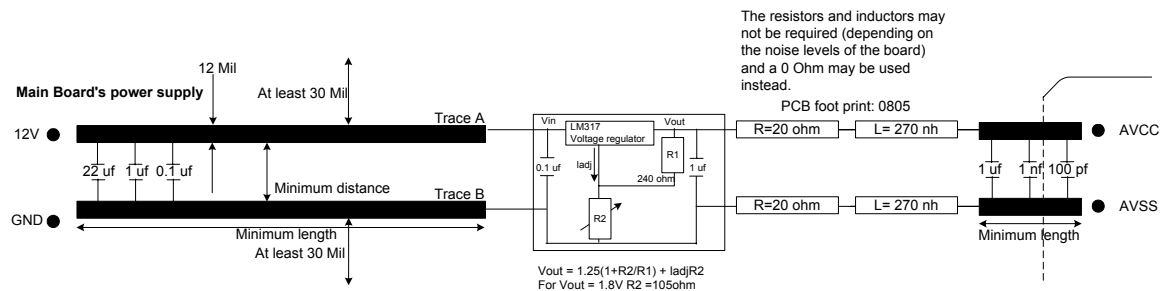 The resistors and inductors may
not be required (depending on
the noise levels of the board)
and a 0 Ohm may be used
instead.
PCB foot print: 0805
Main Board's power supply
12 Mil
At least 30 Mil
12V
Trace A
Vin
LM317
Voltage regulator
Vout
R=20 ohm
L= 270 nh
AVCC
22 uf
1 uf
0.1 uf
Minimum distance
0.1 uf
Iadj
R1
240 ohm
1 uf
1 uf
1 nf
100 pf
Trace B
GND
R2
R=20 ohm
L= 270 nh
AVSS
Minimum length
At least 30 Mil
Minimum length
Vout = 1.25(1+R2/R1) + IadjR2
For Vout = 1.8V R2 =105ohm